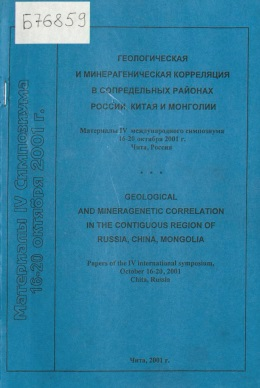 Б76859
ГЕОЛОГИЧЕСКАЯ
И МИНЕРАГЕНИЧЕСКАЯ КОРРЕЛЯЦИЯ
В СОПРЕДЕЛЬНЫХ РАЙОНАХ
РОССИИ, КИТАЯ И МОНГОЛИИ
Материалы IV международного симпозиума
16-20 октября 2001 г.
Чита, Россия
* * *
GEOLOGICAL
AND MINERAGENETIC CORRELATION
IN THE CONTIGUOUS REGION OF
RUSSIA, CHINA, MONGOLIA
Papers of the IV international symposium,
October 16-20, 2001
Chita, Russia
Чита, 2001 г.
Материалы IV Симпозиума
16-20 октября 2001 г.